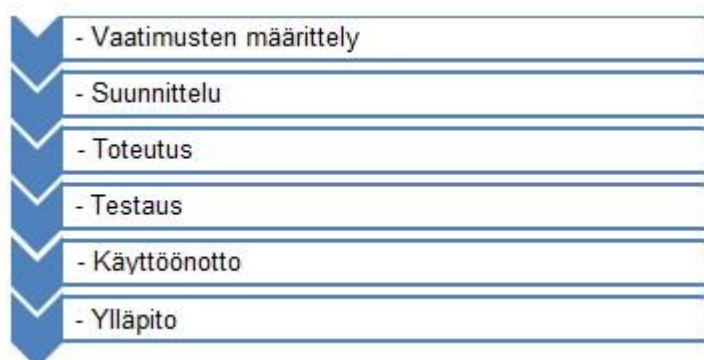 - Vaatimusten määrittely
- Suunnittelu
- Toteutus
- Testaus
- Käyttöönotto
- Ylläpito